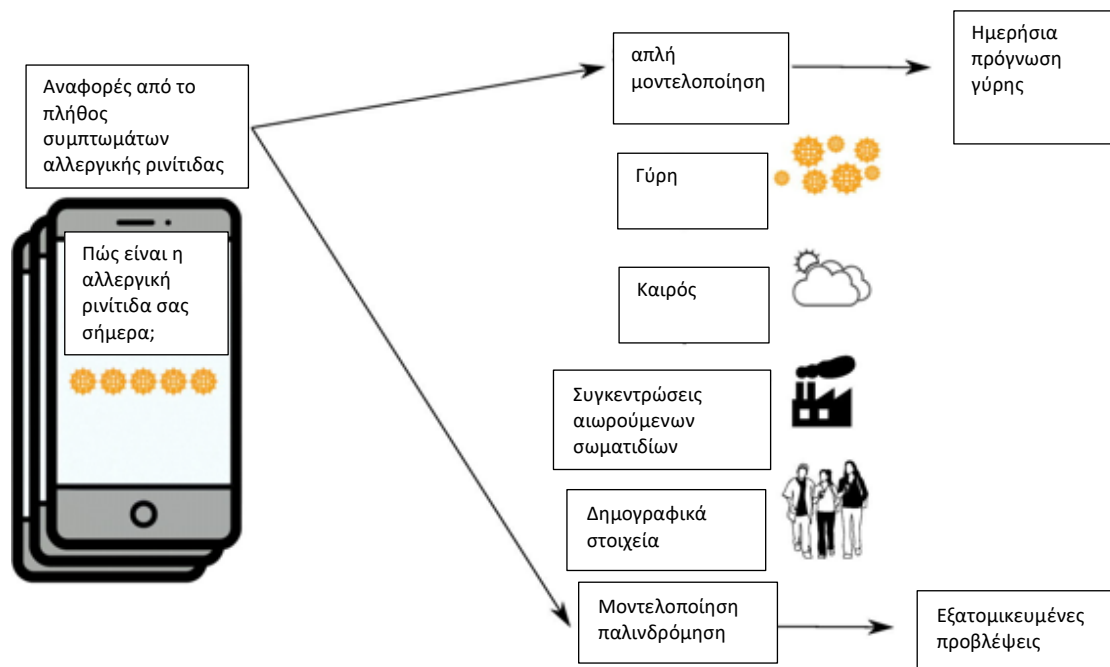 Αναφορές από το
πλήθος
συμπτωμάτων
αλλεργικής ρινίτιδας
Πώς είναι η
αλλεργική
ρινίτιδα σας
σήμερα;
απλή
μοντελοποίηση
Ημερήσια
πρόγνωση
γύρης
Γύρη
Καιρός
Συγκεντρώσεις
αιωρούμενων
σωματιδίων
Δημογραφικά
στοιχεία
Μοντελοποίηση
παλινδρόμηση
Εξατομικευμένες
προβλέψεις